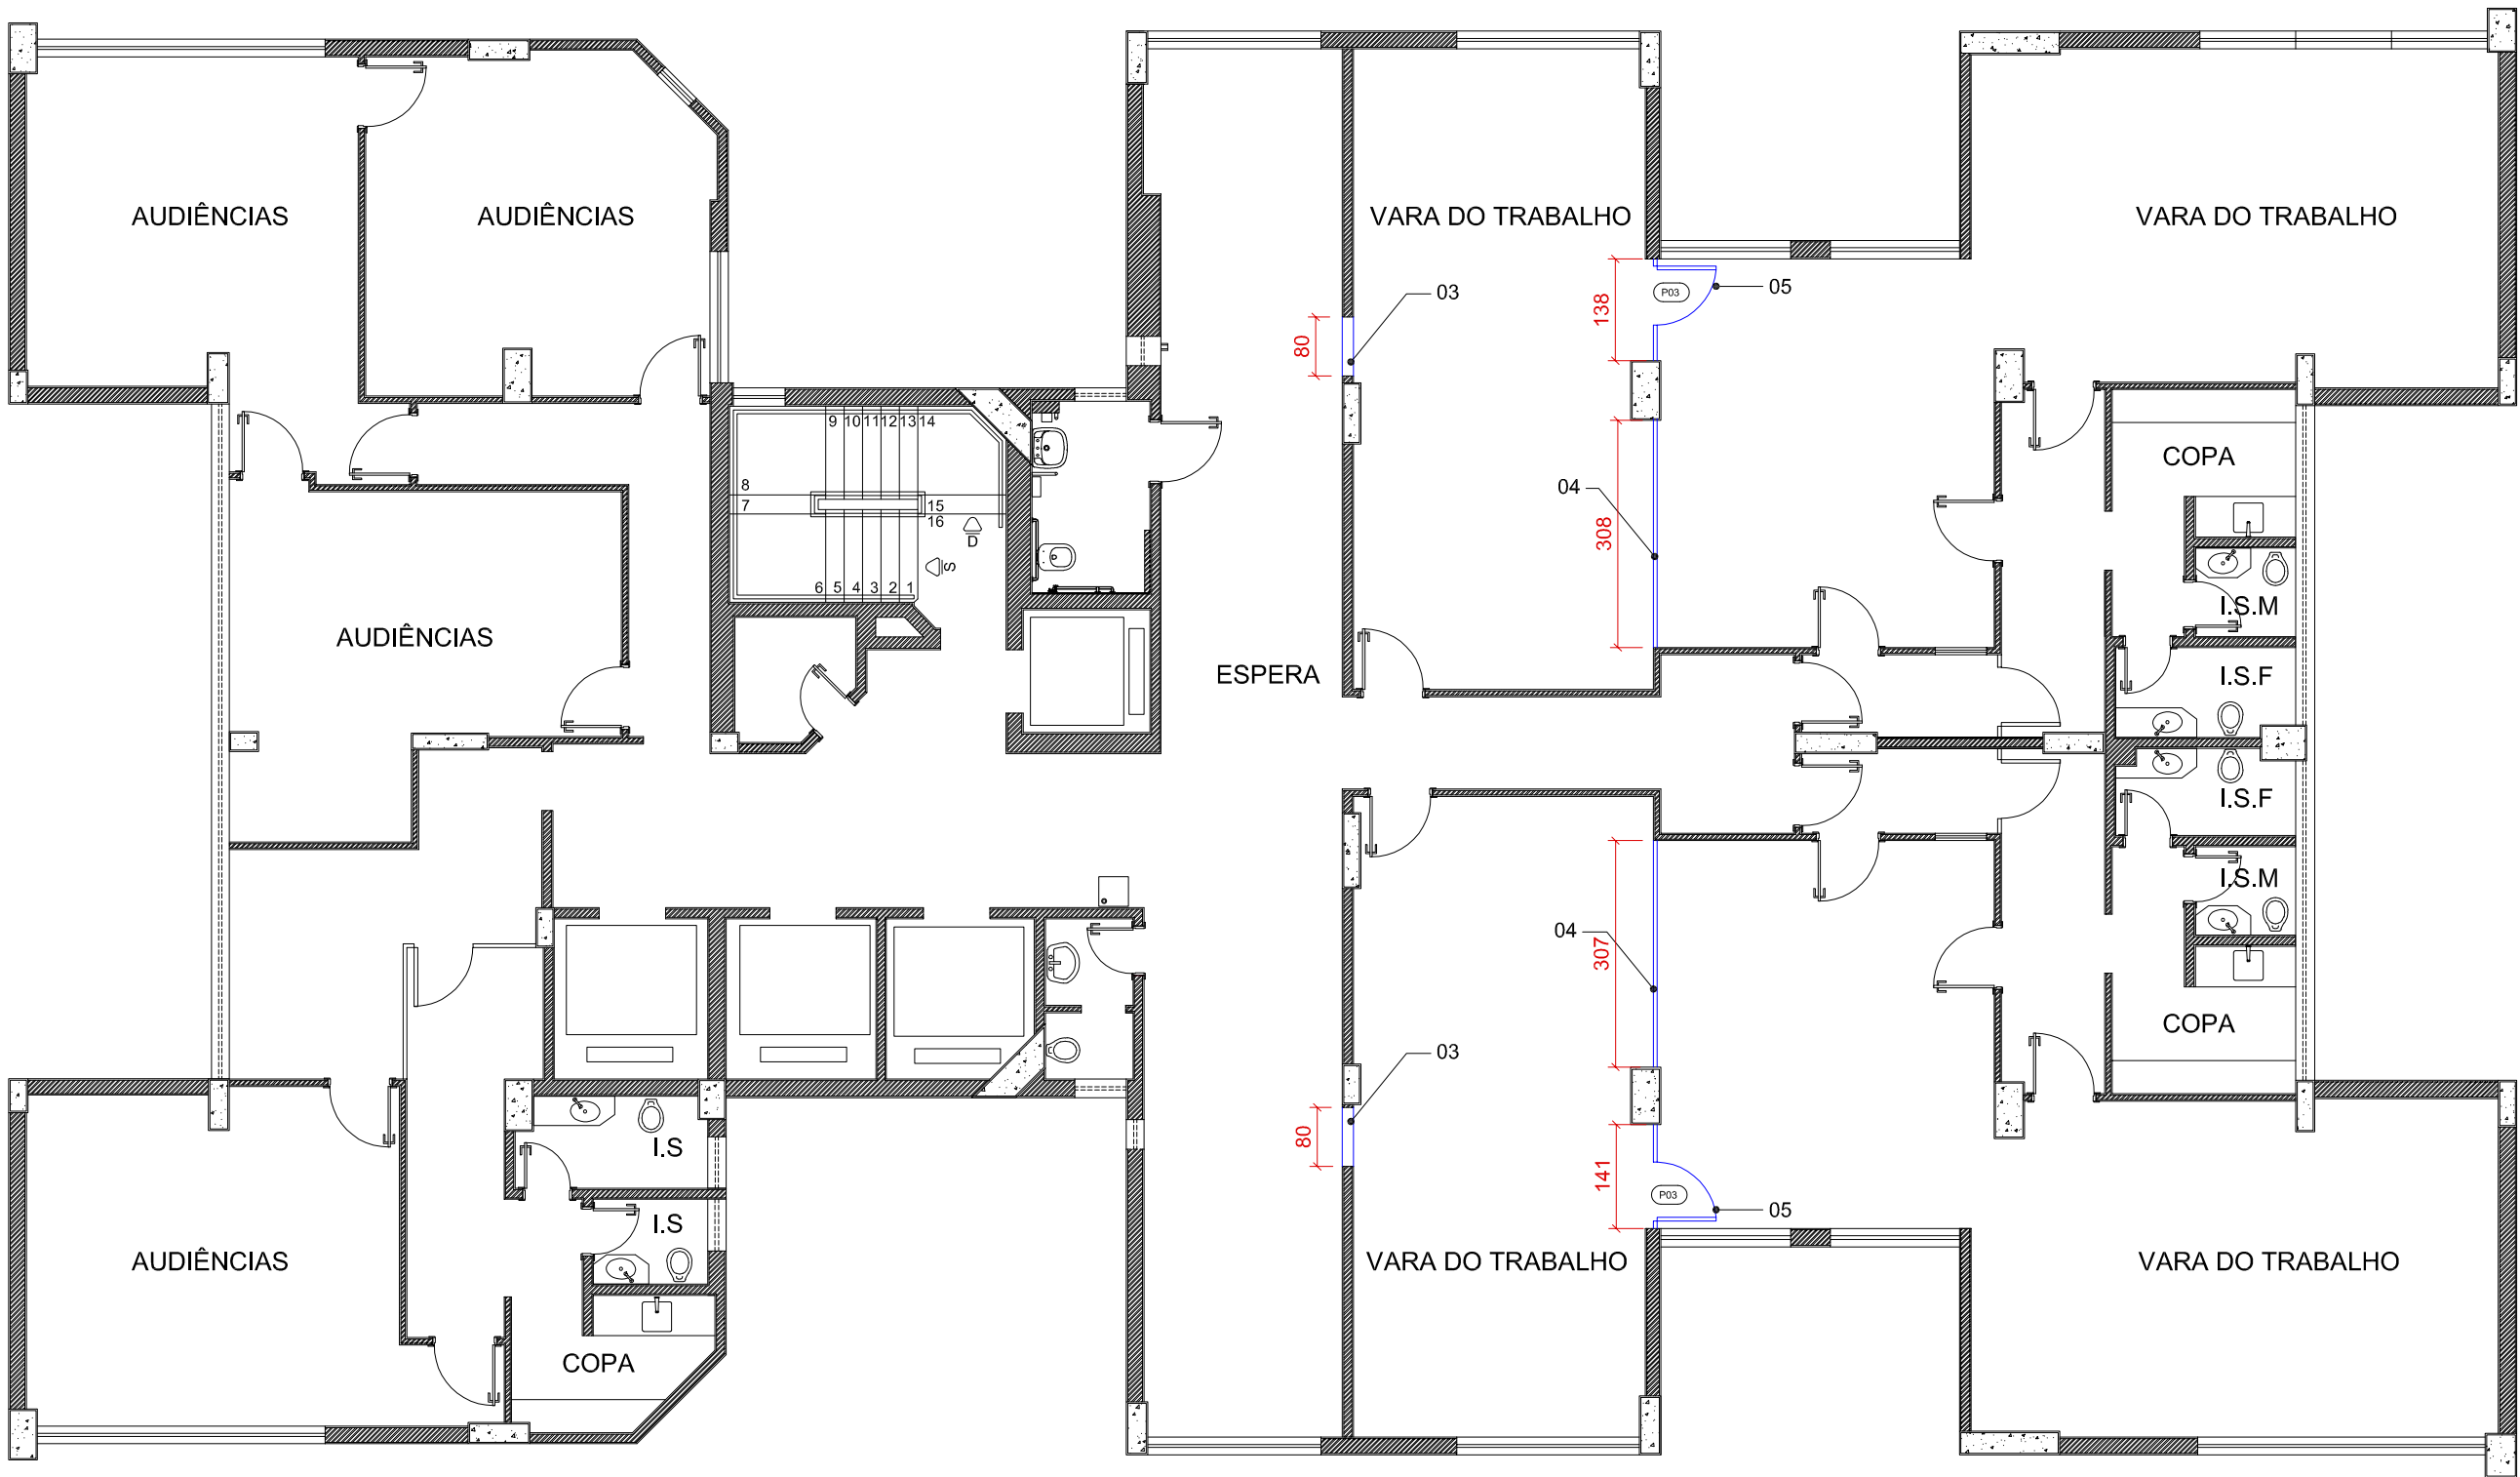 AUDIÊNCIAS
AUDIÊNCIAS
VARA DO TRABALHO
VARA DO TRABALHO
03
80
138
P03
05
9 10 11 12 13 14
8
7
15
16
D
S
6 5 4 3 2 1
04
308
COPA
I.S.M
I.S.F
AUDIÊNCIAS
ESPERA
I.S.F
I.S.M
04
307
COPA
03
80
141
P03
05
I.S
I.S
AUDIÊNCIAS
COPA
VARA DO TRABALHO
VARA DO TRABALHO